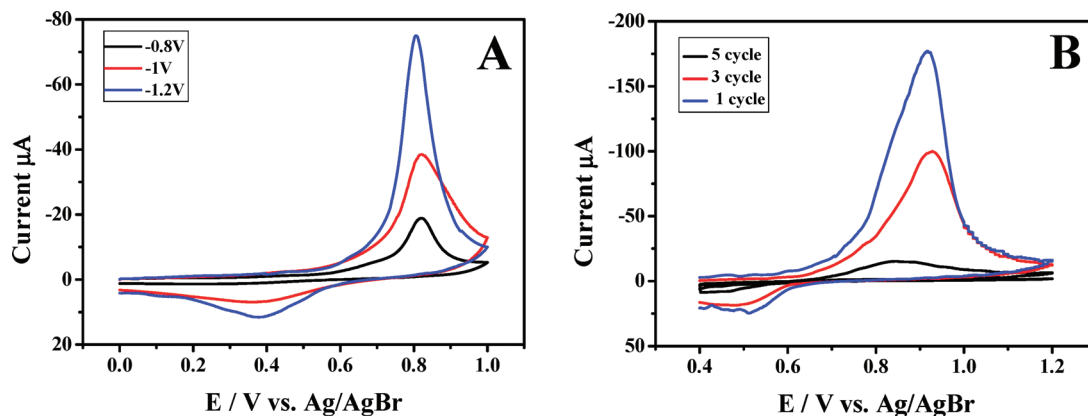 A
-0.8V
-1V
-1.2V
-80
-60
-40
-20
0
20
Current µA
0.0 0.2 0.4 0.6 0.8 1.0
E / V vs. Ag/AgBr
B
5 cycle
3 cycle
1 cycle
-200
-150
-100
-50
0
50
Current µA
0.4 0.6 0.8 1.0 1.2
E / V vs. Ag/AgBr